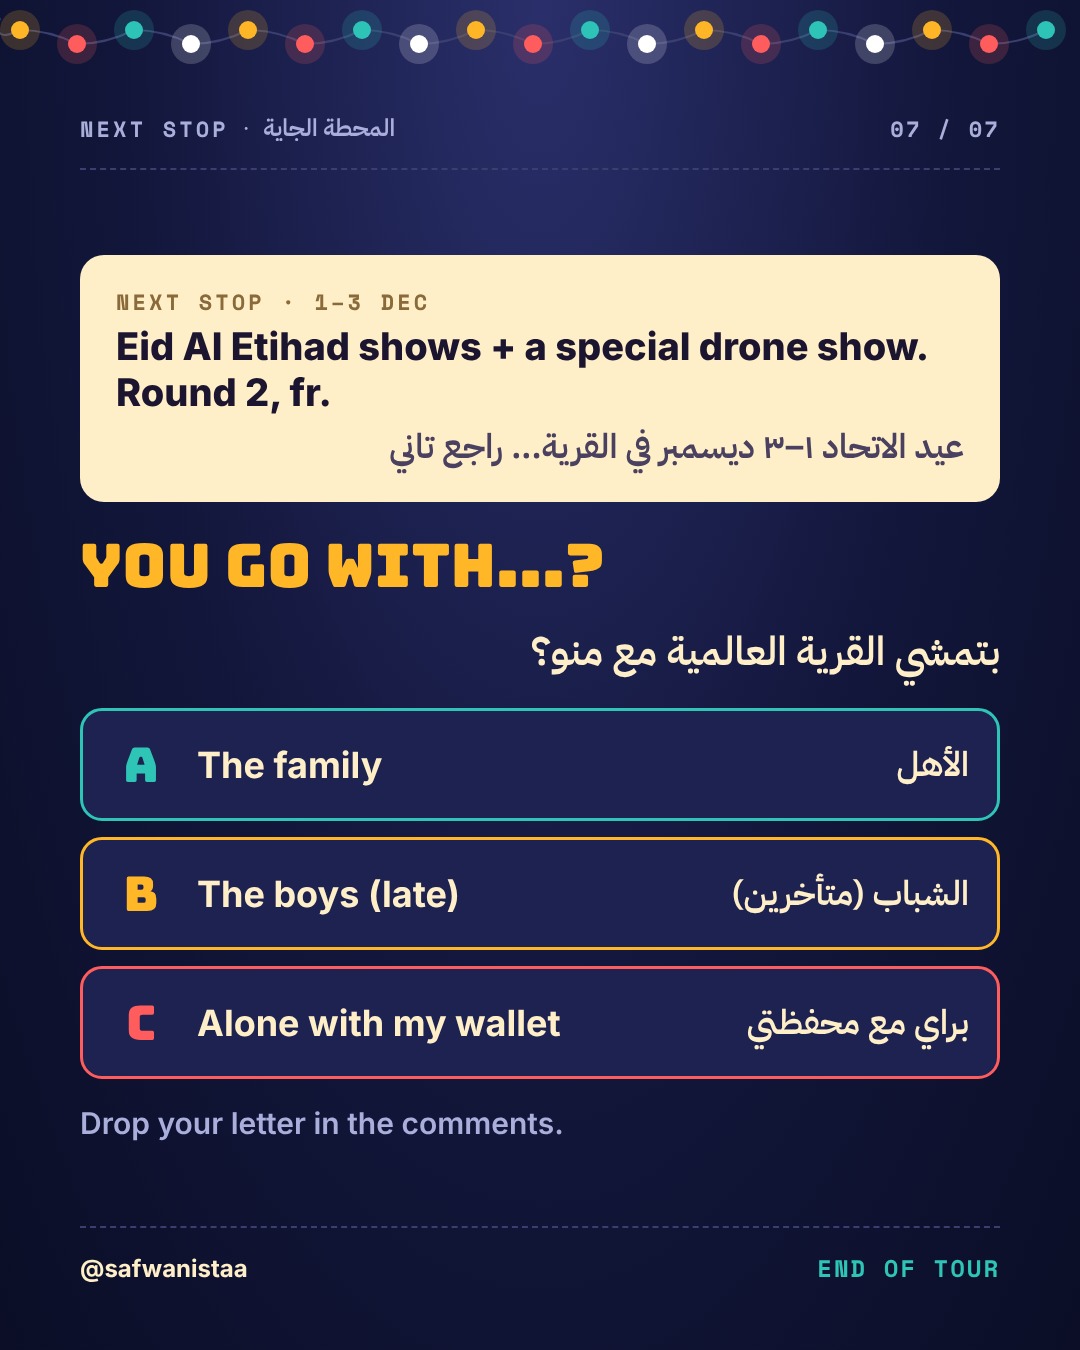 NEXT STOP · المحطة الجاية
07 / 07
NEXT STOP · 1–3 DEC
Eid Al Etihad shows + a special drone show.
Round 2, fr.
عيد الاتحاد ١–٣ ديسمبر في القرية... راجع تاني
YOU GO WITH...?
بتمشي القرية العالمية مع منو؟
A The family الأهل
B The boys (late) الشباب (متأخرين)
C Alone with my wallet براي مع محفظتي
Drop your letter in the comments.
@safwanistaa
END OF TOUR